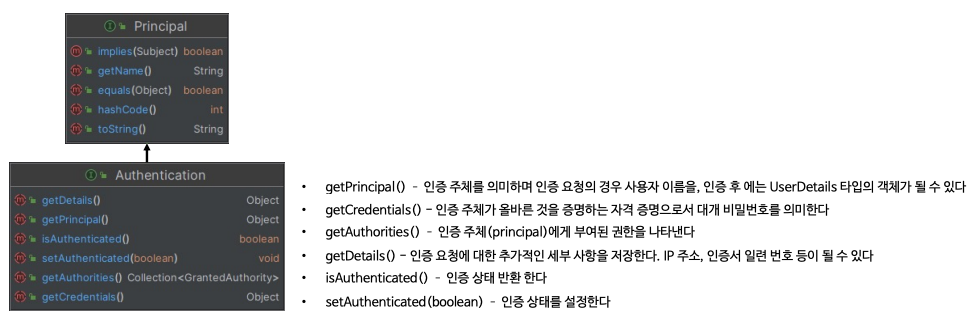 Principal
implies(Subject) boolean
getName() String
equals(Object) boolean
hashCode() int
toString() String
Authentication
getDetails() Object
getPrincipal() Object
isAuthenticated() boolean
setAuthenticated(boolean) void
getAuthorities() Collection<GrantedAuthority>
getCredentials() Object
• getPrincipal() – 인증 주체를 의미하며 인증 요청의 경우 사용자 이름을, 인증 후 에는 UserDetails 타입의 객체가 될 수 있다
• getCredentials() – 인증 주체가 올바른 것을 증명하는 자격 증명으로서 대개 비밀번호를 의미한다
• getAuthorities() – 인증 주체(principal)에게 부여된 권한을 나타낸다
• getDetails() – 인증 요청에 대한 추가적인 세부 사항을 저장한다. IP 주소, 인증서 일련 번호 등이 될 수 있다
• isAuthenticated() – 인증 상태 반환 한다
• setAuthenticated(boolean) – 인증 상태를 설정한다